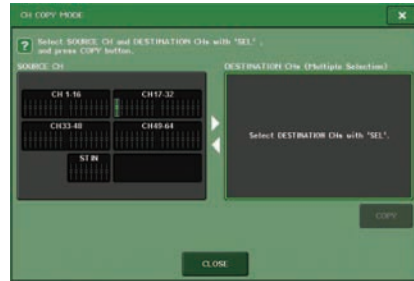 CH COPY MODE
×
? Select SOURCE CH and DESTINATION CHs with "SEL" ,
and press COPY button.
SOURCE CH
DESTINATION CHs (Multiple Selection)
CH 1-16
CH17-32
CH33-48
CH49-64
ST IN
Select DESTINATION CHs with "SEL".
COPY
CLOSE